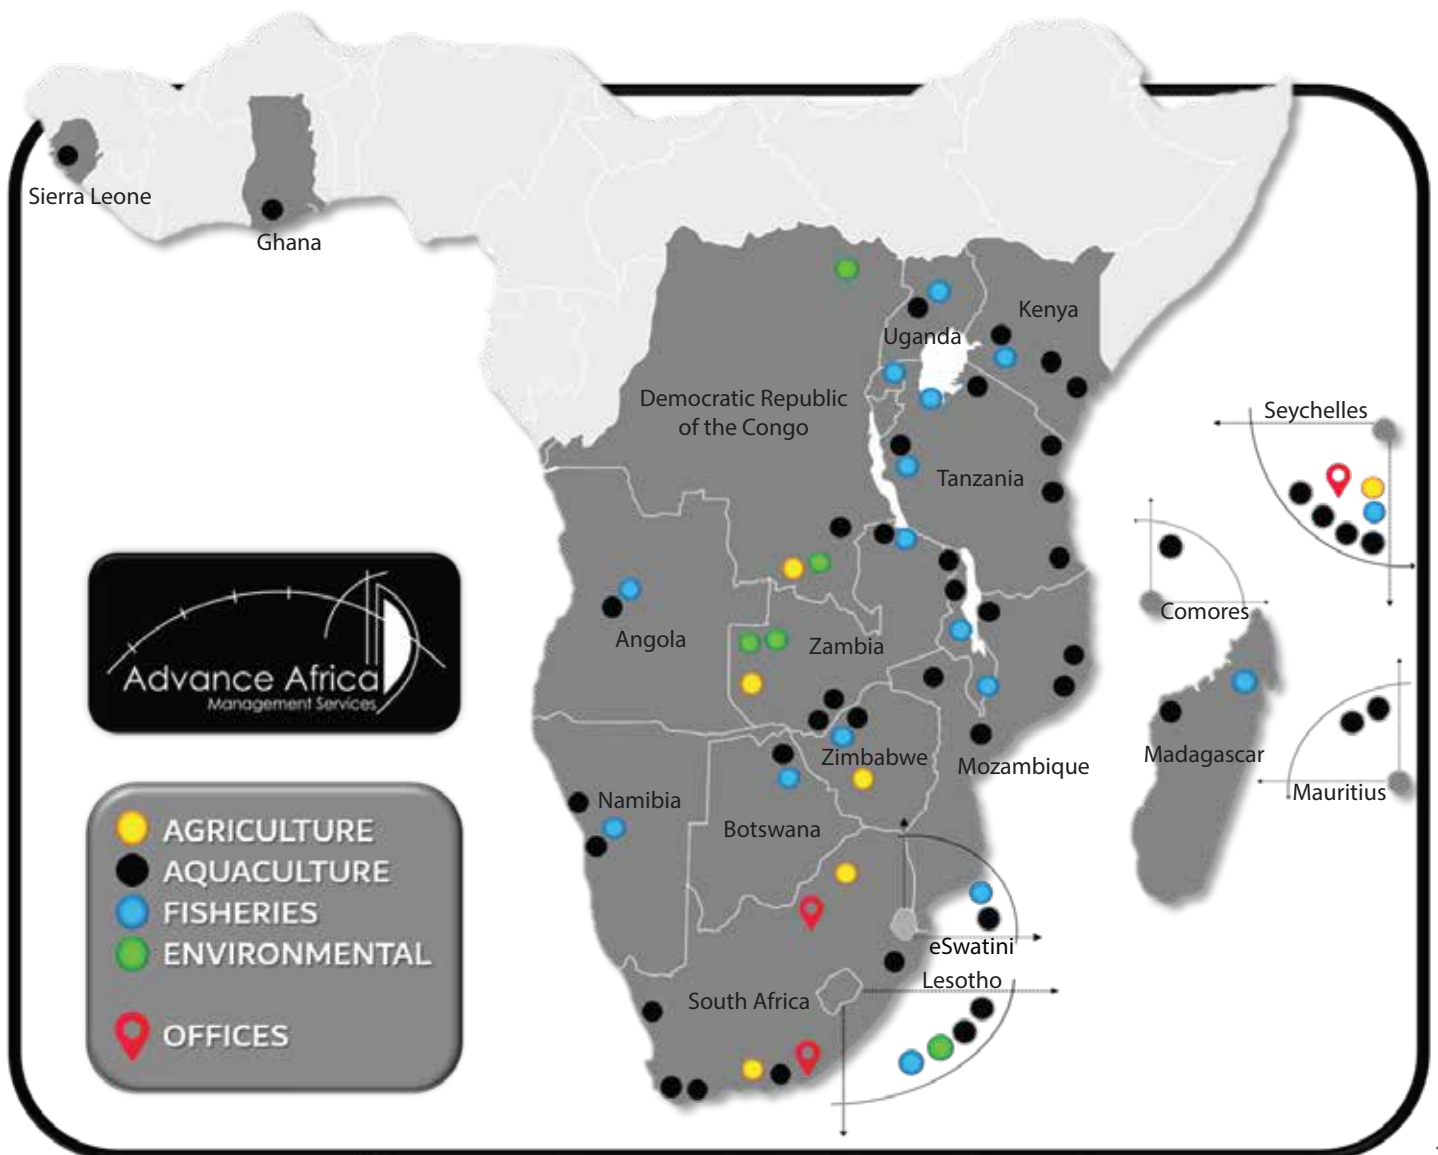 Sierra Leone
Ghana
Kenya
Uganda
Democratic Republic
of the Congo
Seychelles
Tanzania
Comores
Angola
Zambia
Advance Africa
Management Services
Zimbabwe
Mozambique
Madagascar
Mauritius
Namibia
Botswana
AGRICULTURE
AQUACULTURE
FISHERIES
ENVIRONMENTAL
OFFICES
eSwatini
Lesotho
South Africa